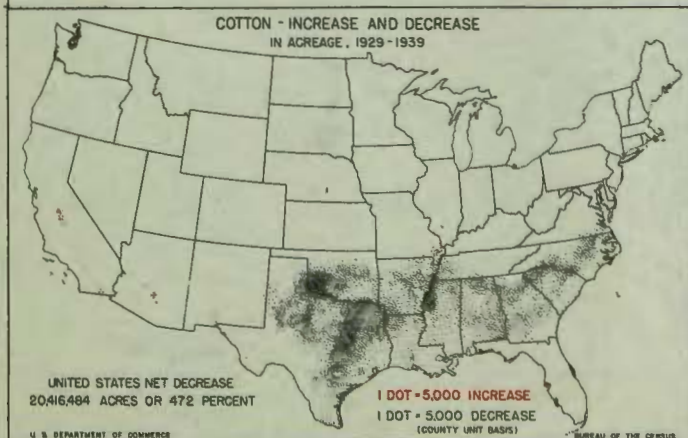 COTTON - INCREASE AND DECREASE
IN ACREAGE, 1929-1939
UNITED STATES NET DECREASE
20,416,484 ACRES OR 47.2 PERCENT
1 DOT = 5,000 INCREASE
1 DOT = 5,000 DECREASE
(COUNTY UNIT BASIS)
U. S. DEPARTMENT OF COMMERCE
BUREAU OF THE CENSUS